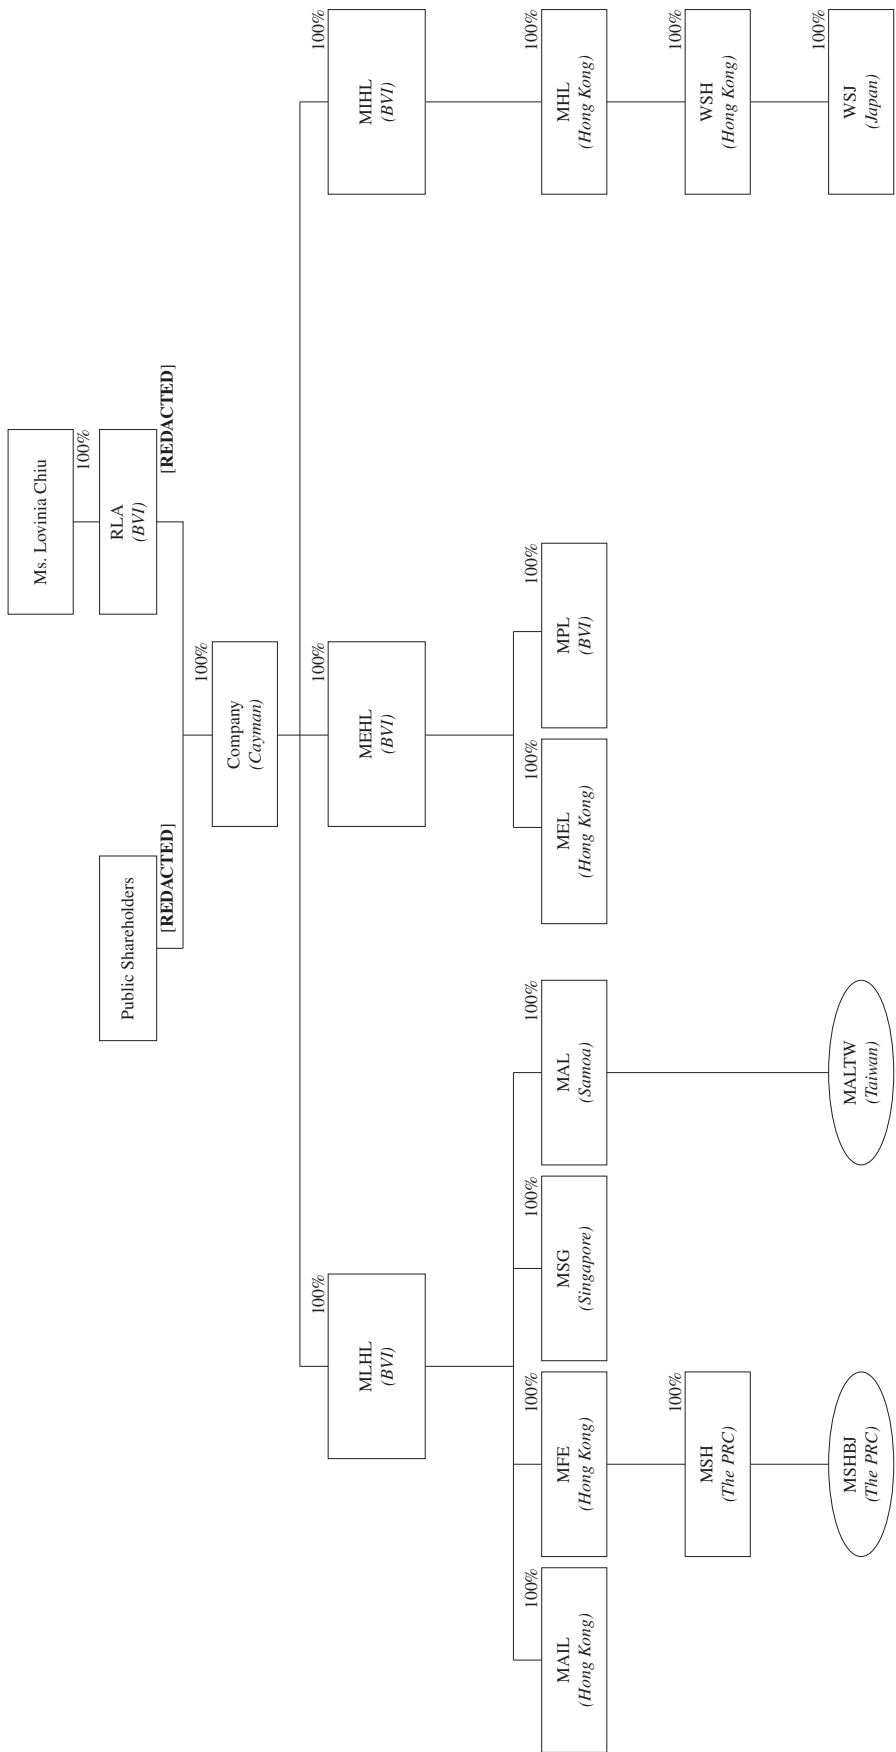 Ms. Lovinia Chiu
100%
Public Shareholders
RLA
(BVI)
[REDACTED]
[REDACTED]
100%
Company
(Cayman)
100%
MLHL
(BVI)
100%
MEHL
(BVI)
100%
MIHL
(BVI)
100%
MAIL
(Hong Kong)
100%
MFE
(Hong Kong)
100%
MSG
(Singapore)
100%
MAL
(Samoa)
100%
MEL
(Hong Kong)
100%
MPL
(BVI)
100%
MHL
(Hong Kong)
100%
MSH
(The PRC)
100%
WSH
(Hong Kong)
MSHBJ
(The PRC)
MALTW
(Taiwan)
100%
WSJ
(Japan)